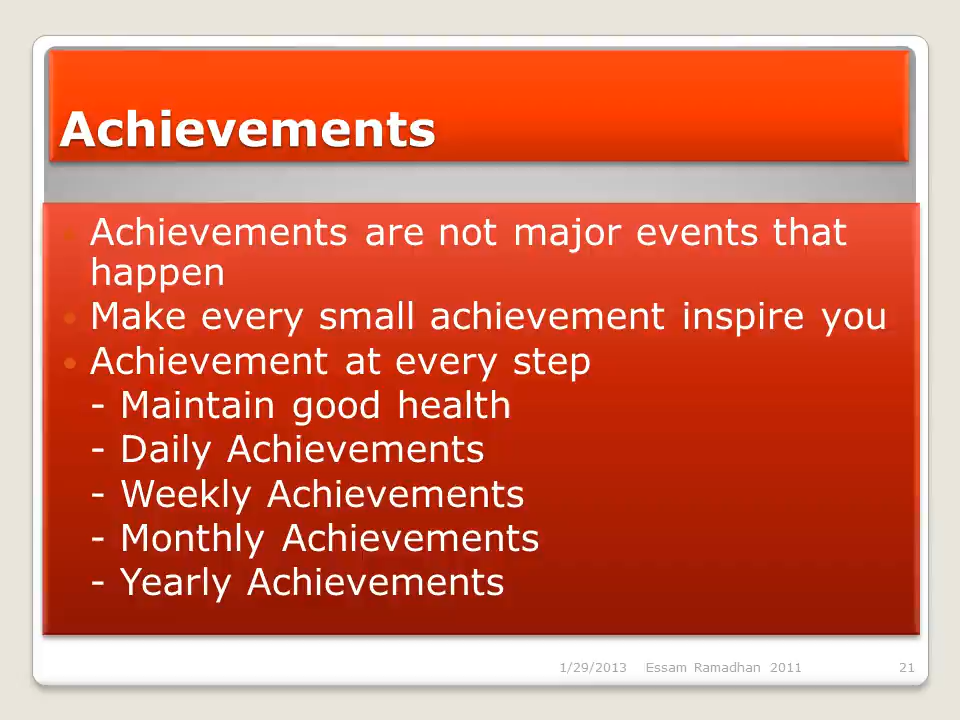 Achievements
Achievements are not major events that
happen
Make every small achievement inspire you
Achievement at every step
- Maintain good health
- Daily Achievements
- Weekly Achievements
- Monthly Achievements
- Yearly Achievements
1/29/2013 Essam Ramadhan 2011 21